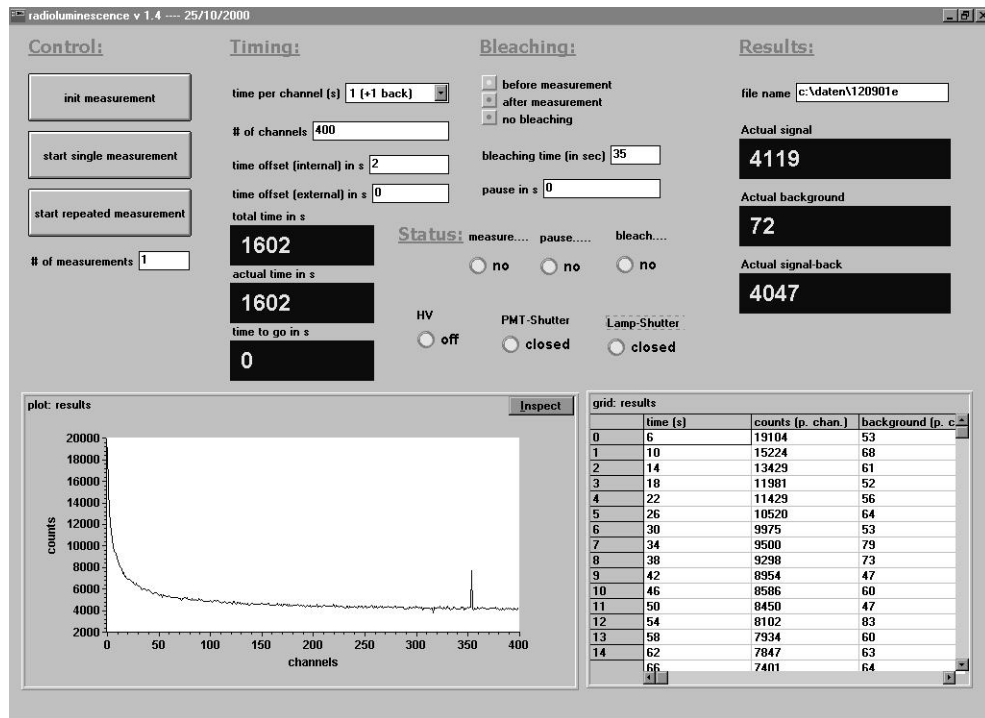 radioluminescence v 1.4 ---- 25/10/2000
Control:
init measurement
start single measurement
start repeated measurement
# of measurements 1
Timing:
time per channel (s) 1 (+1 back)
# of channels 400
time offset (internal) in s 2
time offset (external) in s 0
total time in s
1602
actual time in s
1602
time to go in s
0
Bleaching:
before measurement
after measurement
no bleaching
bleaching time (in sec) 35
pause in s 0
Status: measure.... pause..... bleach....
no no no
HV PMT-Shutter Lamp-Shutter
off closed closed
Results:
file name c:\daten\120901e
Actual signal
4119
Actual background
72
Actual signal-back
4047
plot: results
Inspect
20000
18000
16000
14000
12000
10000
8000
6000
4000
2000
counts
0 50 100 150 200 250 300 350 400
channels
grid: results
time (s) counts (p. chan.) background (p. c
0 6 19104 53
1 10 15224 68
2 14 13429 61
3 18 11981 52
4 22 11429 56
5 26 10520 64
6 30 9975 53
7 34 9500 79
8 38 9298 73
9 42 8954 47
10 46 8586 60
11 50 8450 47
12 54 8102 83
13 58 7934 60
14 62 7847 63
66 7401 64